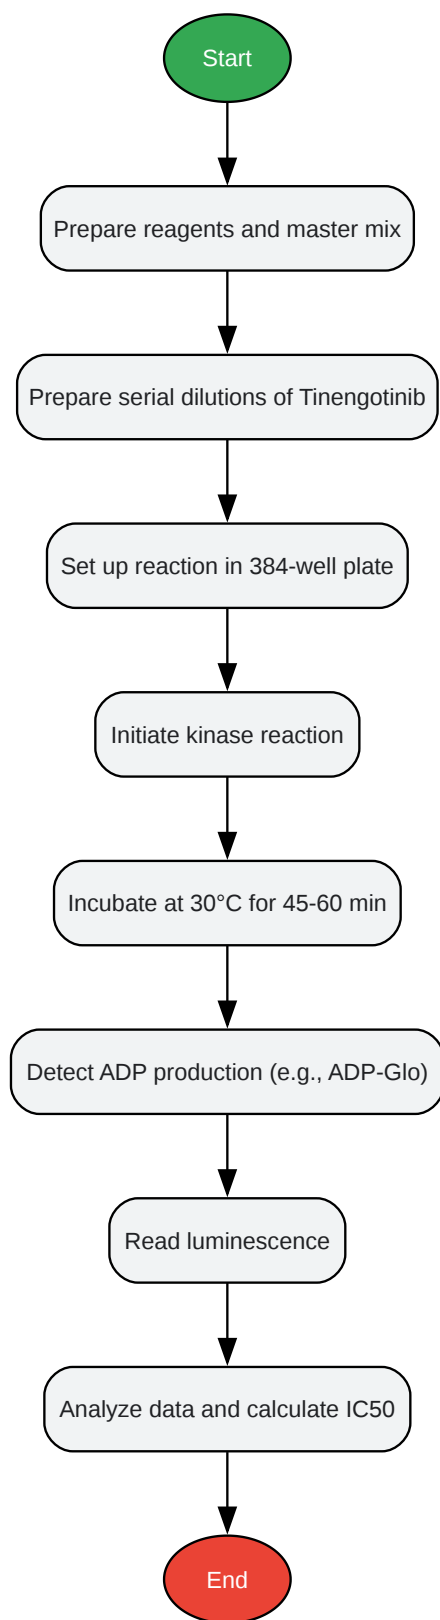 Start
Prepare reagents and master mix
Prepare serial dilutions of Tinengotinib
Set up reaction in 384-well plate
Initiate kinase reaction
Incubate at 30°C for 45-60 min
Detect ADP production (e.g., ADP-Glo)
Read luminescence
Analyze data and calculate IC50
End